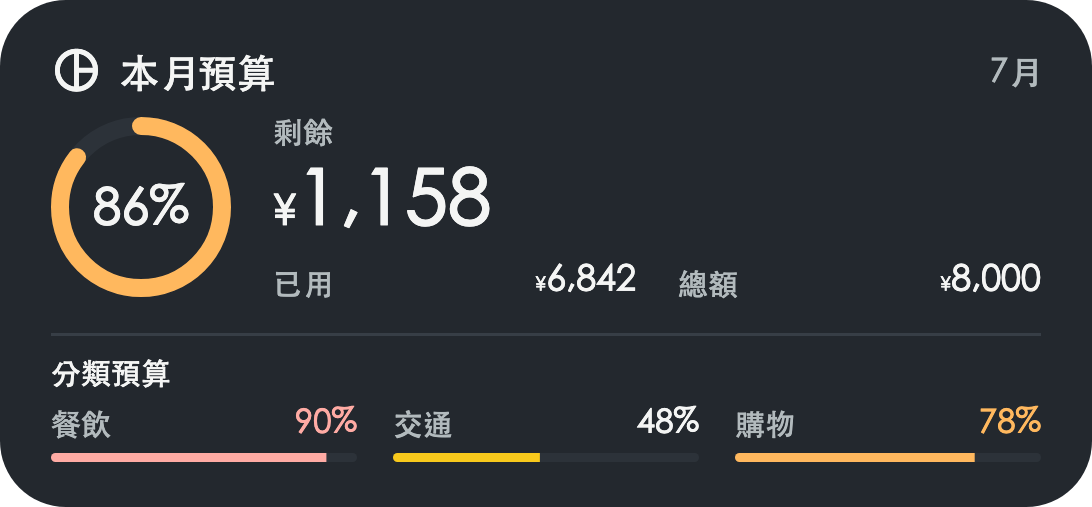 本月預算 7月
86%
剩餘
¥1,158
已用 ¥6,842 總額 ¥8,000
分類預算
餐飲 90% 交通 48% 購物 78%